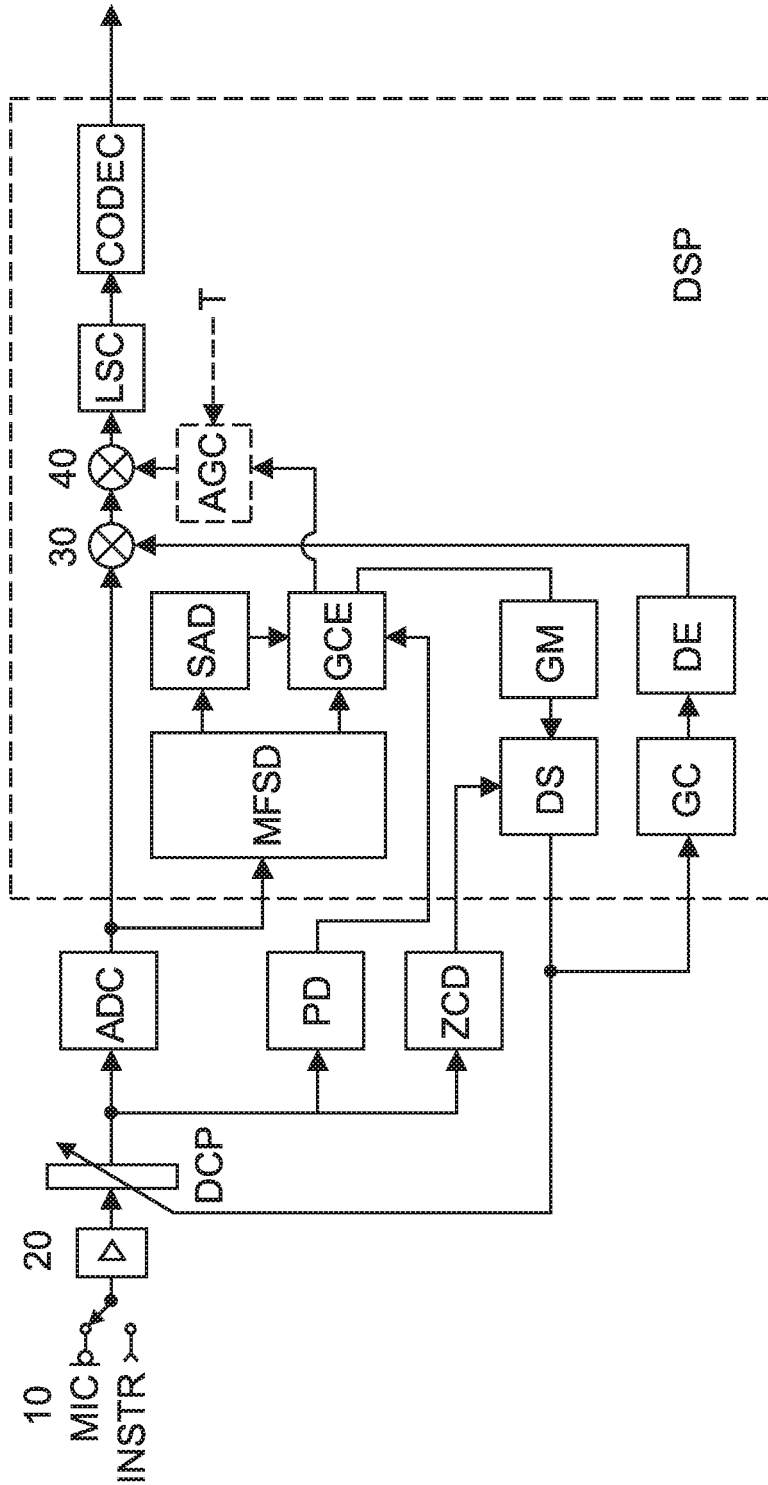 10
MIC
INSTR
20
DCP
ADC
PD
ZCD
MFSD
SAD
GCE
DS
GM
GC
DE
30
40
AGC
T
LSC
CODEC
DSP